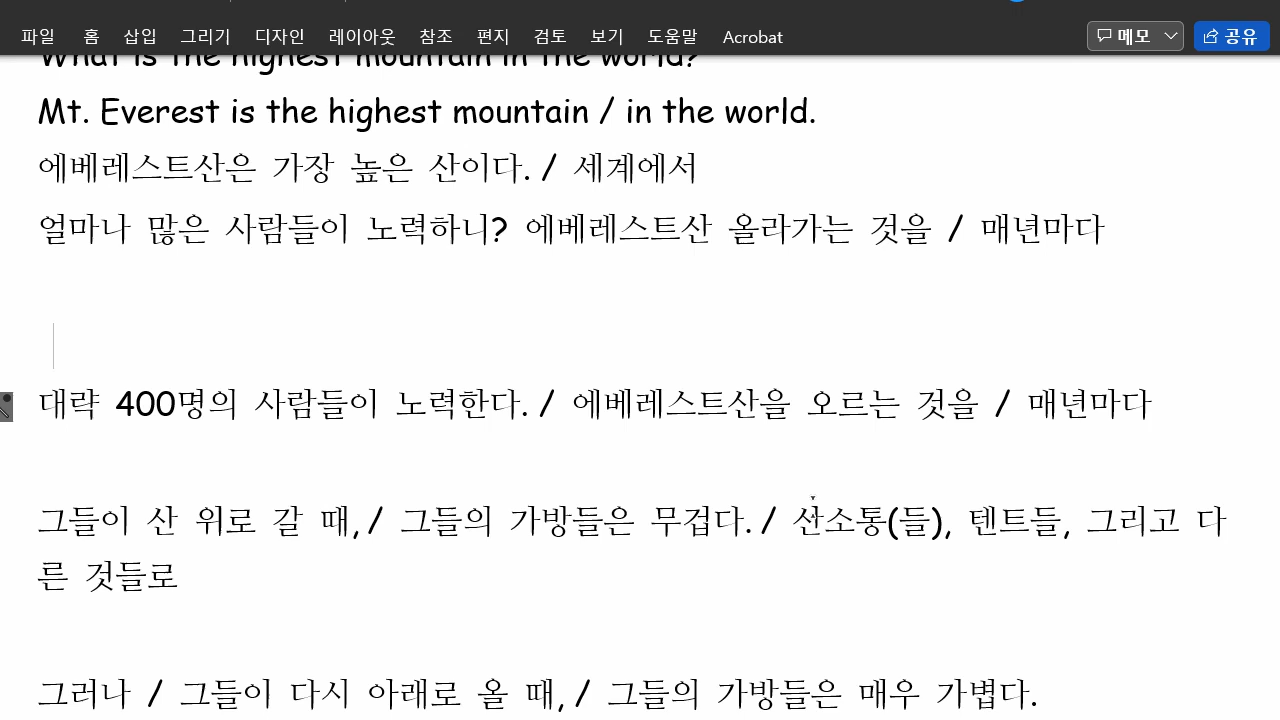 파일 홈 삽입 그리기 디자인 레이아웃 참조 편지 검토 보기 도움말 Acrobat 메모 공유
What is the highest mountain in the world?
Mt. Everest is the highest mountain / in the world.
에베레스트산은 가장 높은 산이다. / 세계에서
얼마나 많은 사람들이 노력하니? 에베레스트산 올라가는 것을 / 매년마다
대략 400명의 사람들이 노력한다. / 에베레스트산을 오르는 것을 / 매년마다
그들이 산 위로 갈 때, / 그들의 가방들은 무겁다. / 산소통(들), 텐트들, 그리고 다
른 것들로
그러나 / 그들이 다시 아래로 올 때, / 그들의 가방들은 매우 가볍다.